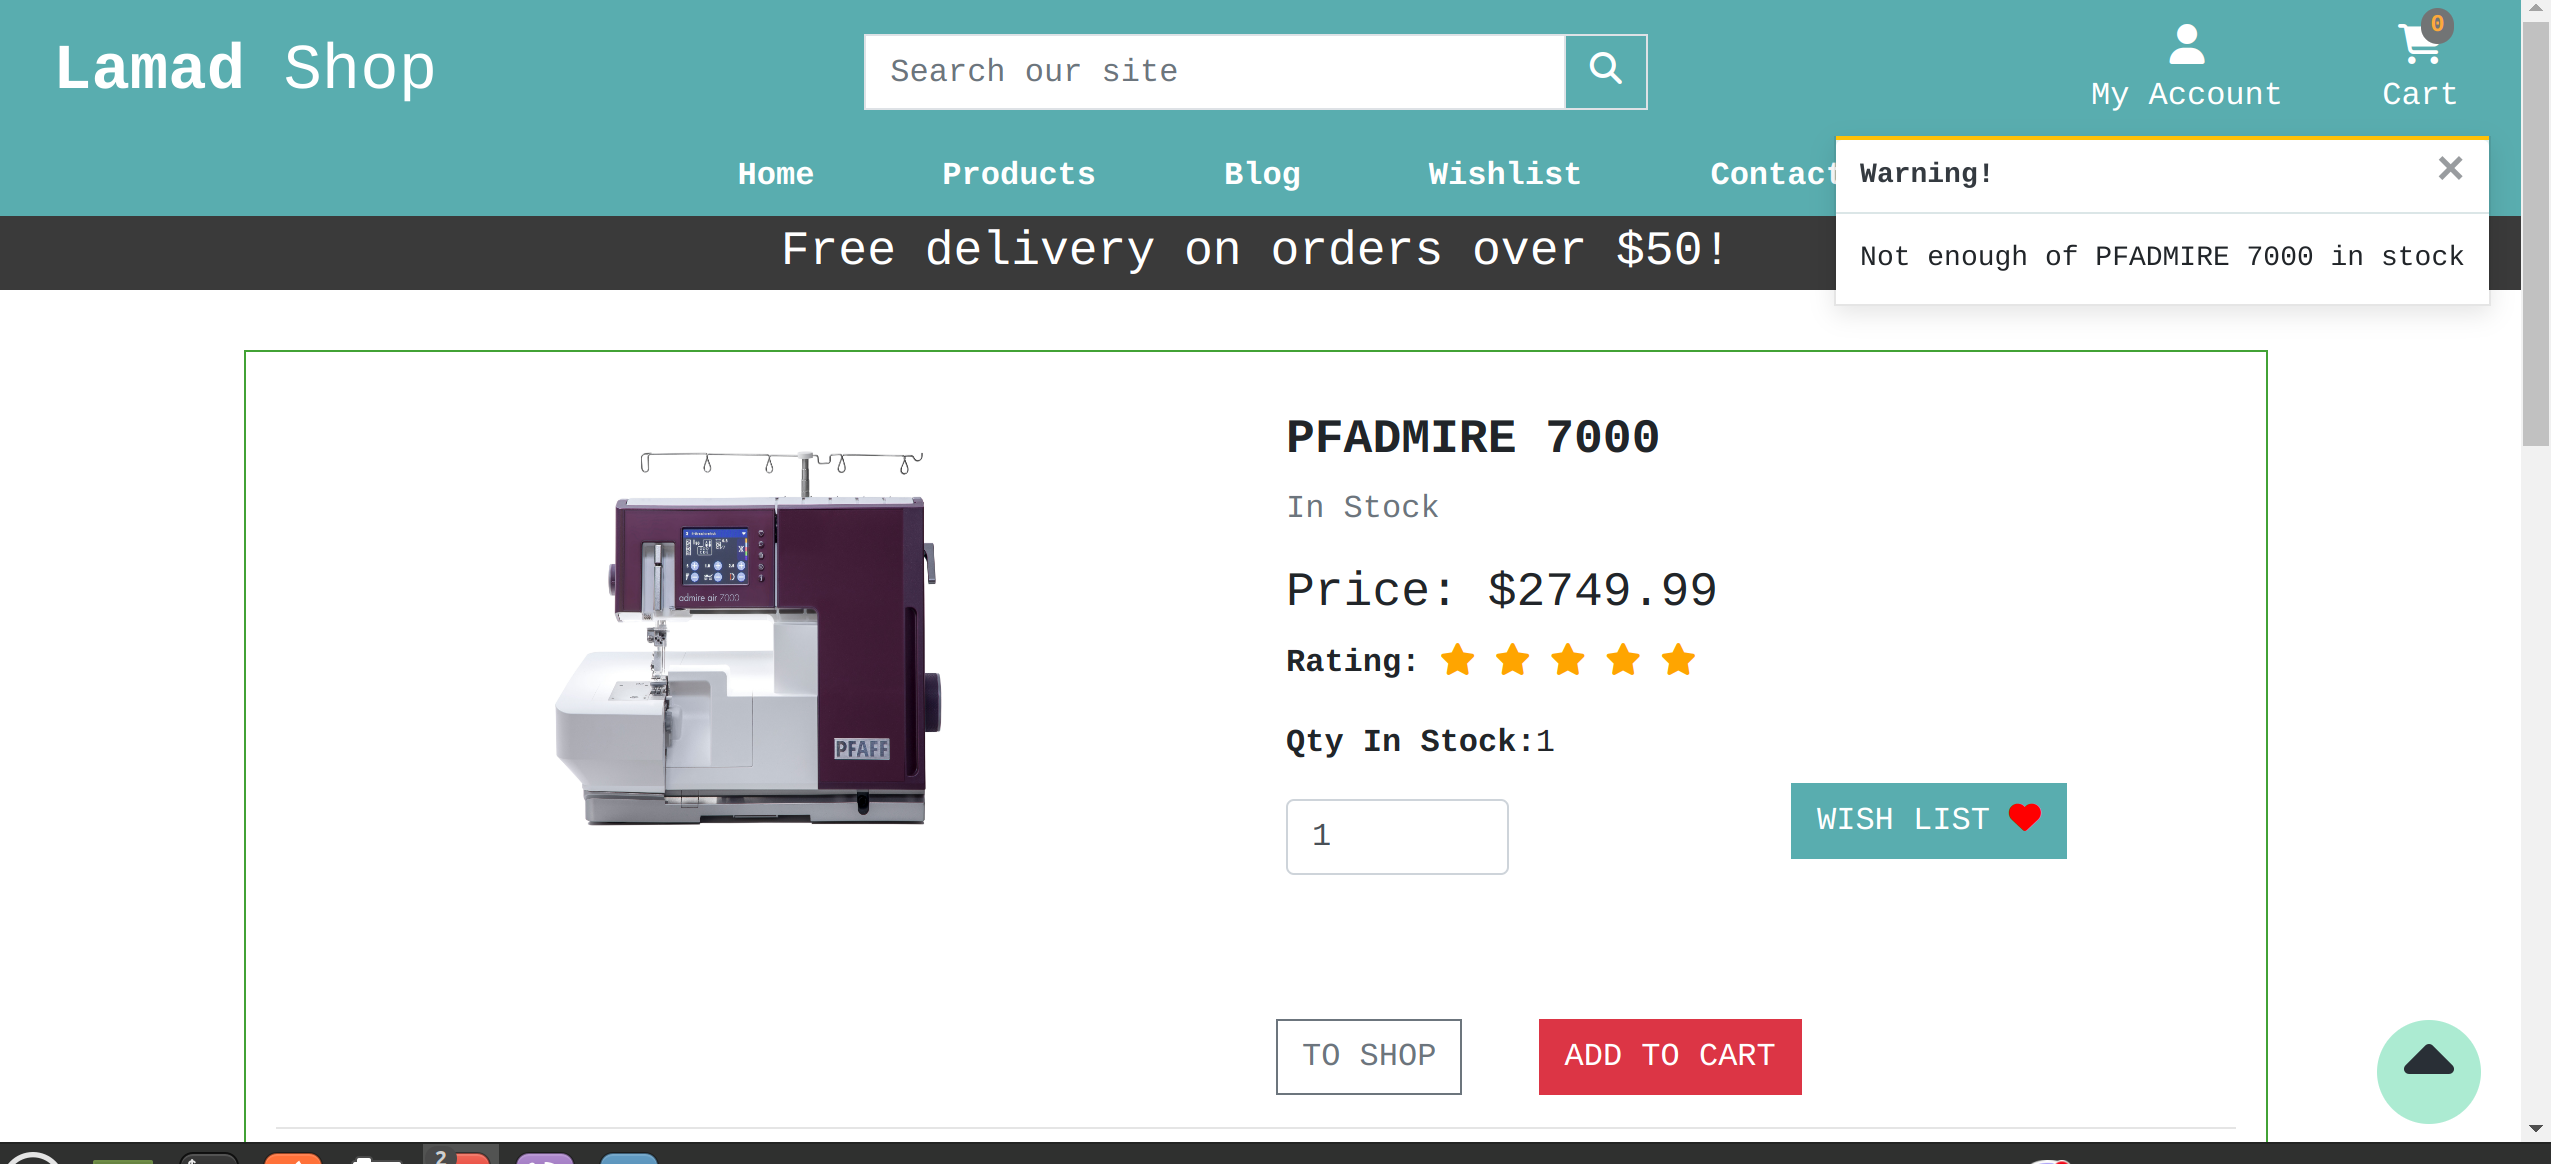 Lamad Shop
Search our site
0
My Account
Cart
Home
Products
Blog
Wishlist
Contact
Warning!
Not enough of PFADMIRE 7000 in stock
Free delivery on orders over $50!
PFADMIRE 7000
In Stock
Price: $2749.99
Rating:
Qty In Stock:1
1
WISH LIST
TO SHOP
ADD TO CART
admire air 7000
PFAFF
2